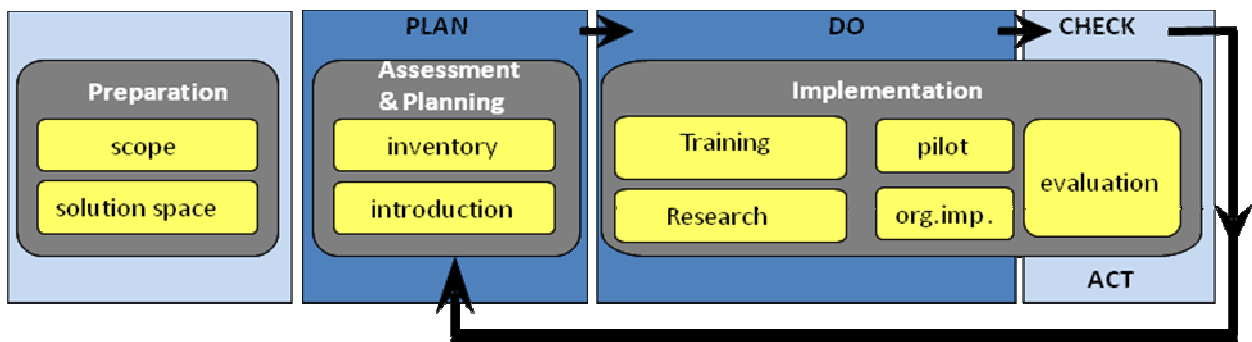 PLAN
DO
CHECK
Preparation
scope
solution space
Assessment
& Planning
inventory
introduction
Implementation
Training
Research
pilot
org.imp.
evaluation
ACT